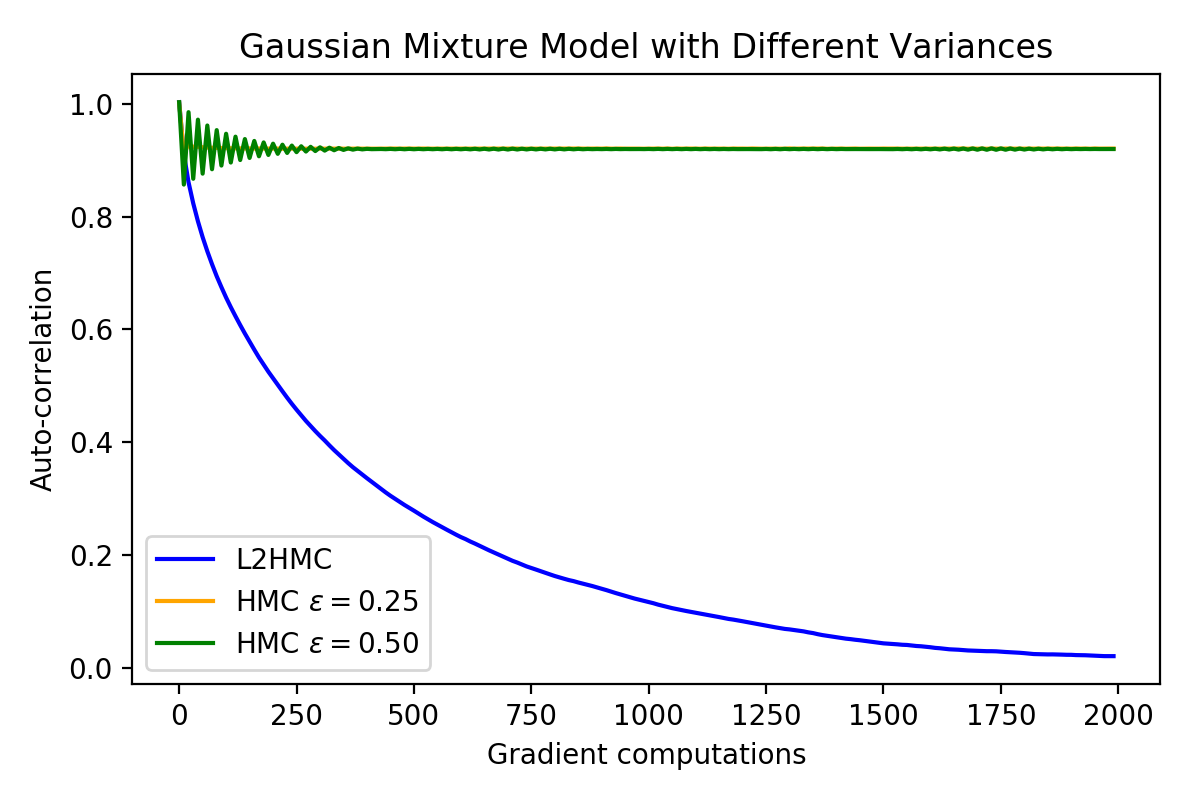 Gaussian Mixture Model with Different Variances
Auto-correlation
1.0
0.8
0.6
0.4
0.2
0.0
L2HMC
HMC ε = 0.25
HMC ε = 0.50
0 250 500 750 1000 1250 1500 1750 2000
Gradient computations